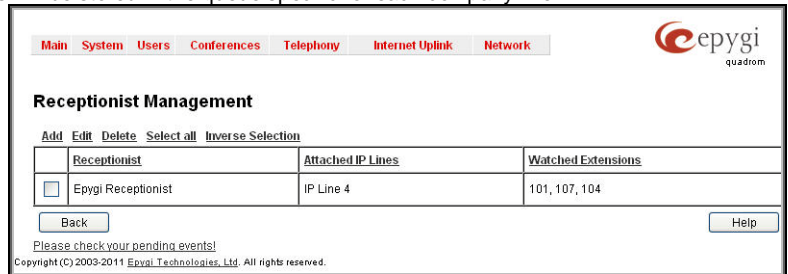 Main System Users Conferences Telephony Internet Uplink Network
epygi
quadrom
Receptionist Management
Add Edit Delete Select all Inverse Selection
Receptionist Attached IP Lines Watched Extensions
Epygi Receptionist IP Line 4 101, 107, 104
Back Help
Please check your pending events!
Copyright (C) 2003-2011 Epygi Technologies, Ltd. All rights reserved.